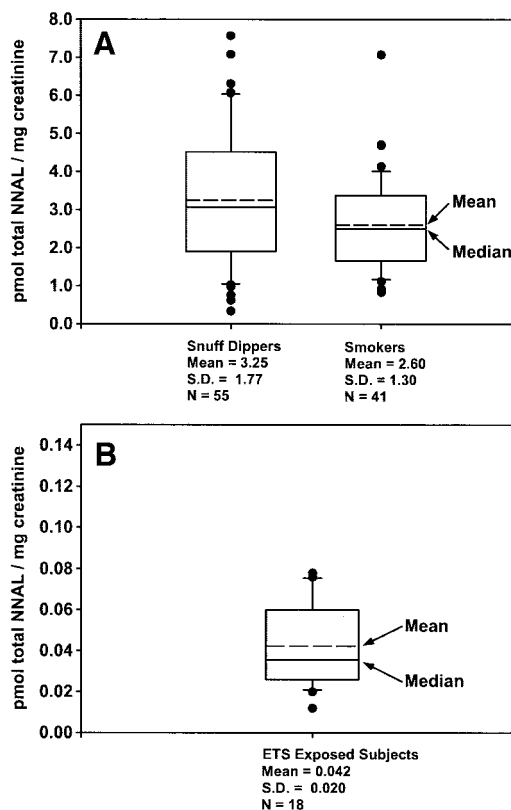 A
pmol total NNAL / mg creatinine
8.0
7.0
6.0
5.0
4.0
3.0
2.0
1.0
0.0
Mean
Median
Snuff Dippers
Mean = 3.25
S.D. = 1.77
N = 55
Smokers
Mean = 2.60
S.D. = 1.30
N = 41
B
pmol total NNAL / mg creatinine
0.14
0.12
0.10
0.08
0.06
0.04
0.02
0.00
Mean
Median
ETS Exposed Subjects
Mean = 0.042
S.D. = 0.020
N = 18